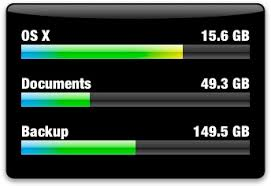 OS X 15.6 GB
Documents 49.3 GB
Backup 149.5 GB